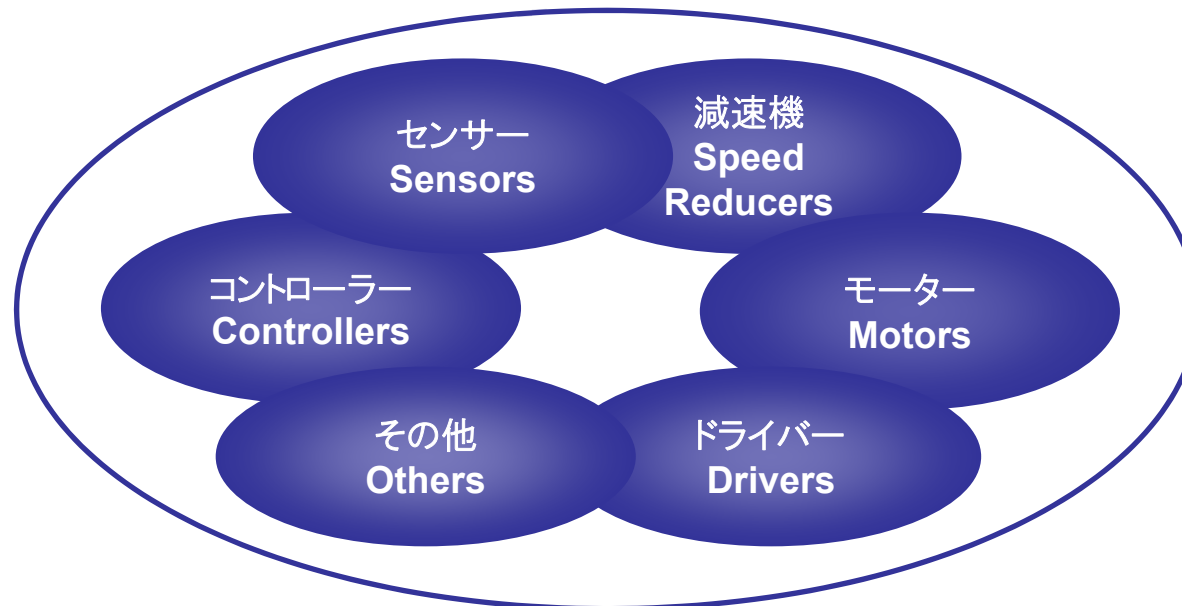 センサー
Sensors
減速機
Speed
Reducers
コントローラー
Controllers
モーター
Motors
その他
Others
ドライバー
Drivers